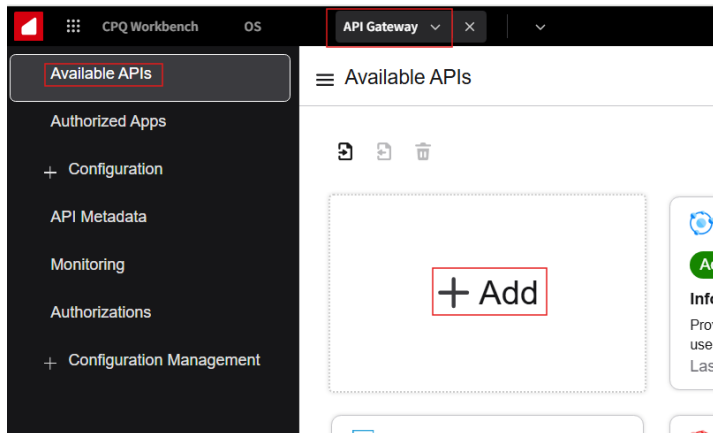 CPQ Workbench OS API Gateway
Available APIs
Available APIs
Authorized Apps
+ Configuration
API Metadata
Monitoring
Authorizations
+ Configuration Management
+ Add
Las